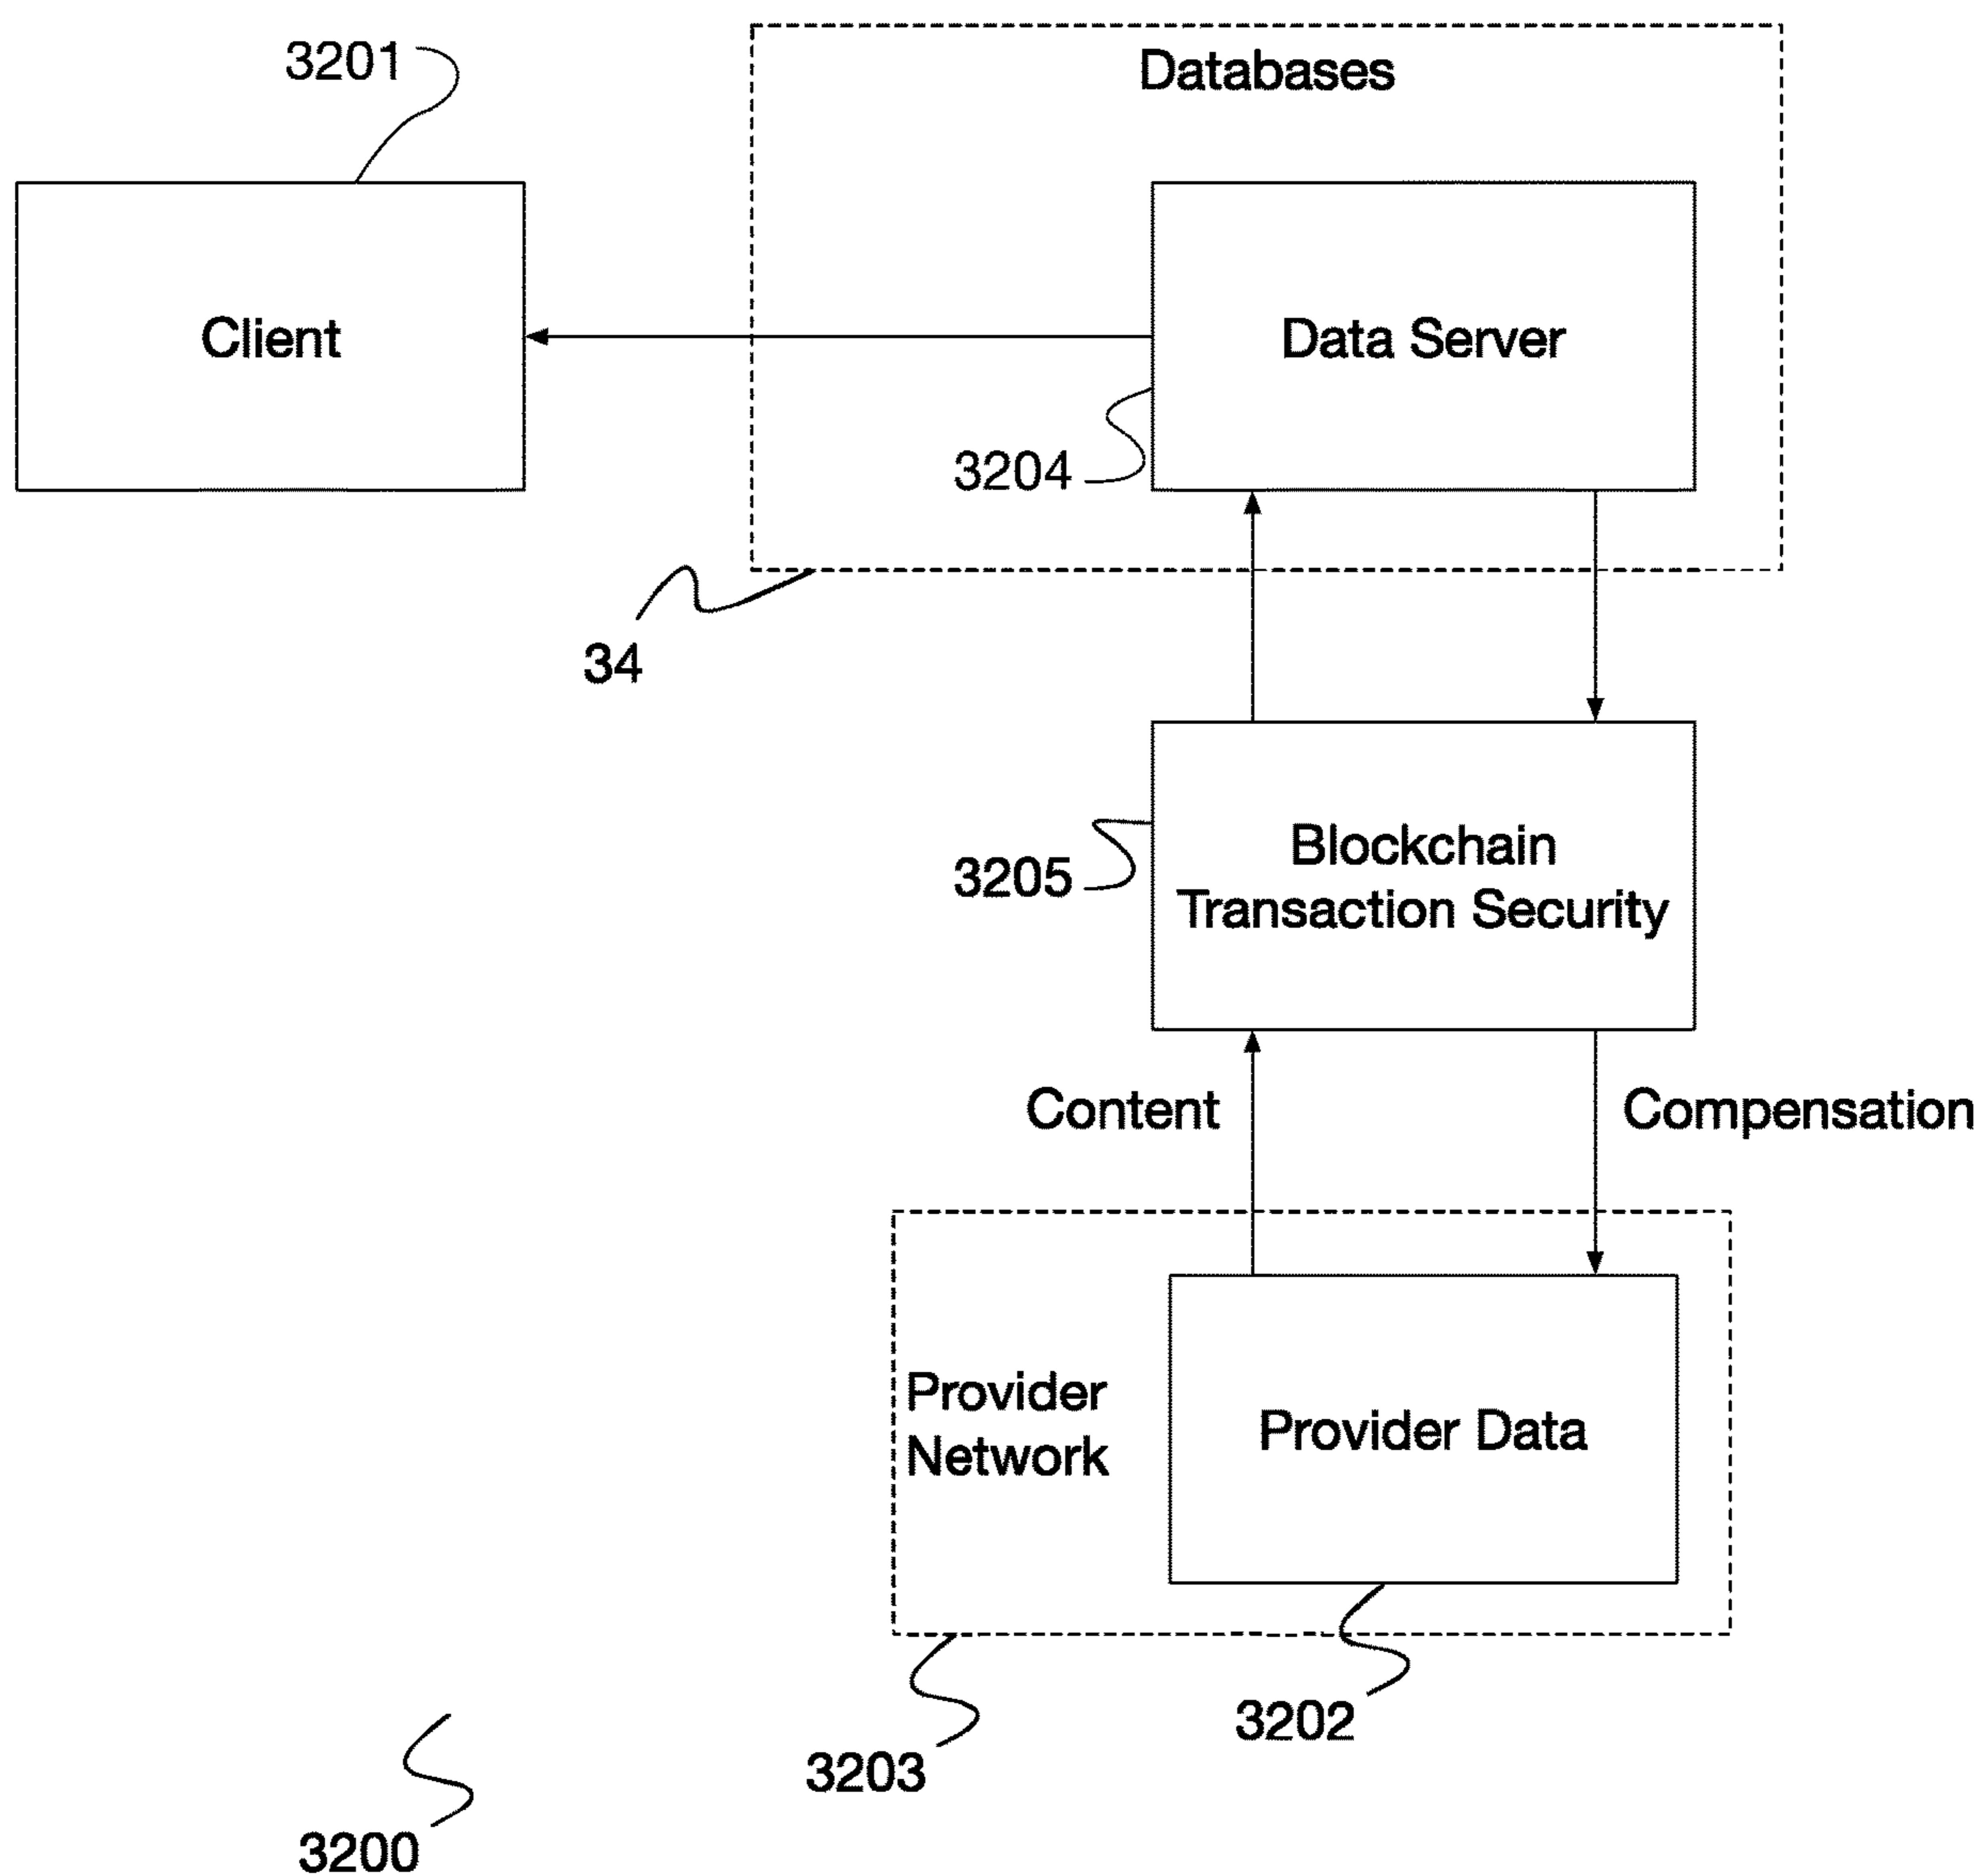 3201
Databases
Client
Data Server
3204
34
Blockchain
Transaction Security
3205
Content
Compensation
Provider
Network
Provider Data
3202
3203
3200